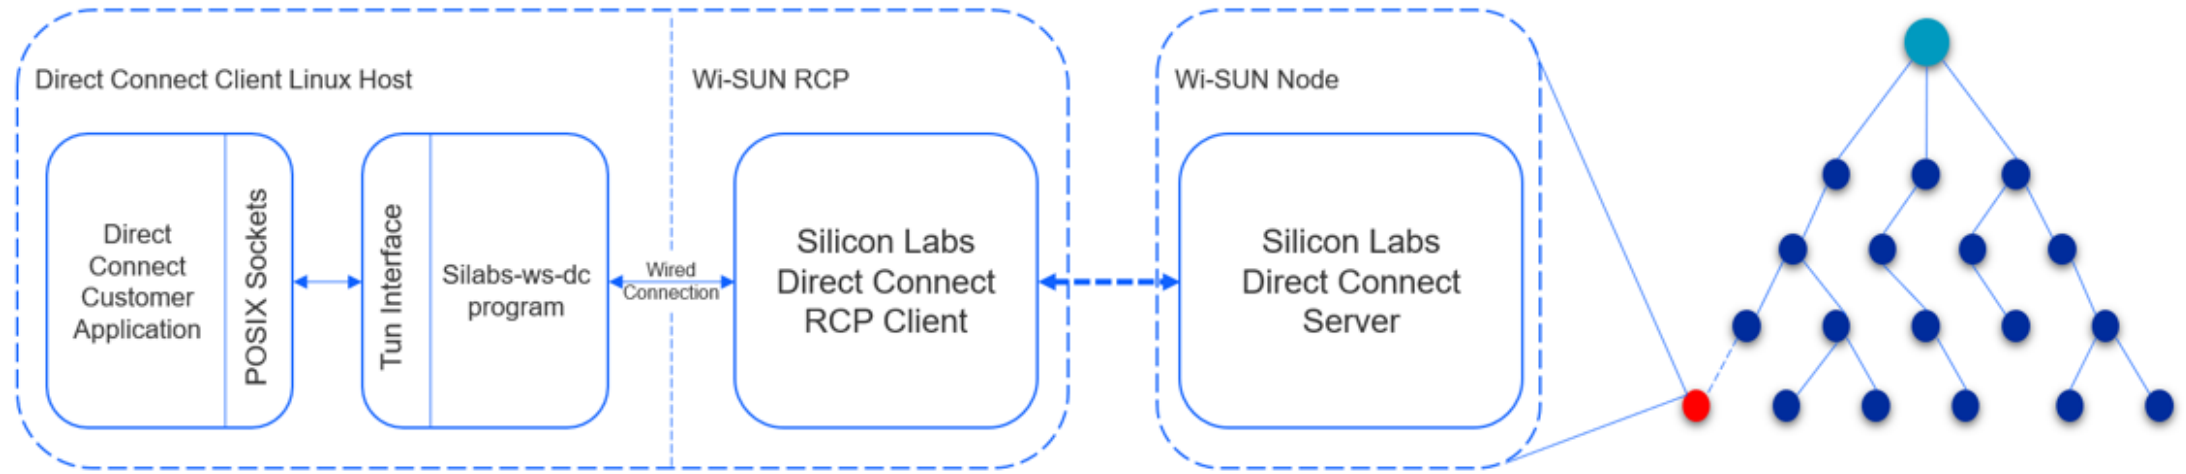 Direct Connect Client Linux Host
Wi-SUN RCP
Wi-SUN Node
Direct
Connect
Customer
Application
POSIX Sockets
Tun Interface
Silabs-ws-dc
program
Wired
Connection
Silicon Labs
Direct Connect
RCP Client
Silicon Labs
Direct Connect
Server